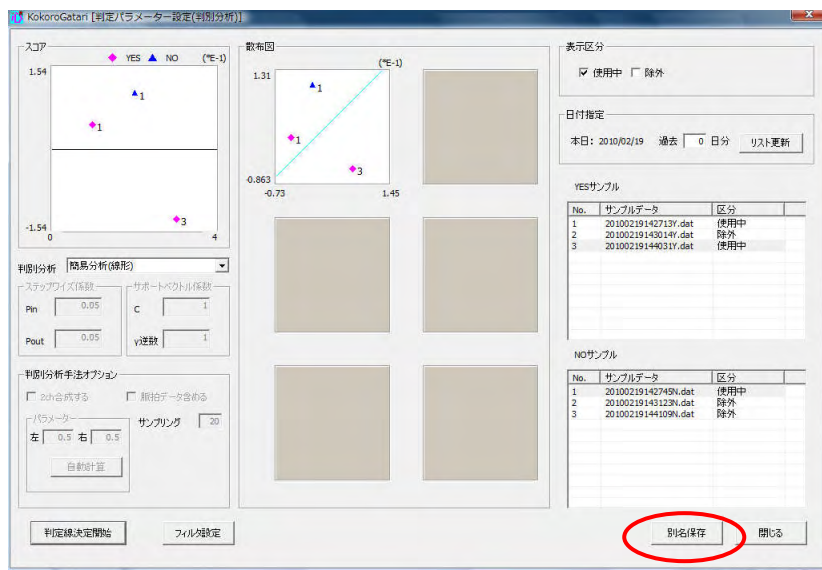 KokoroGatari [判定パラメーター設定(判別分析)]
スコア
YES NO (*E-1)
1.54
1
1
3
-1.54
0 4
判別分析 簡易分析(線形)
ステップワイズ係数
Pin 0.05
Pout 0.05
サポートベクトル係数
C 1
γ逆数 1
判別分析手法オプション
2ch合成する 脈拍データ含める
パラメーター
左 0.5 右 0.5
自動計算
サンプリング 20
判定線決定開始
フィルタ設定
散布図
(*E-1)
1.31
1
1
3
-0.863
-0.73 1.45
表示区分
使用中 除外
日付指定
本日: 2010/02/19 過去 0 日分 リスト更新
YESサンプル
No. サンプルデータ 区分
1 20100219142713Y.dat 使用中
2 20100219143014Y.dat 除外
3 20100219144031Y.dat 使用中
NOサンプル
No. サンプルデータ 区分
1 20100219142745N.dat 使用中
2 20100219143123N.dat 除外
3 20100219144109N.dat 除外
別名保存
閉じる